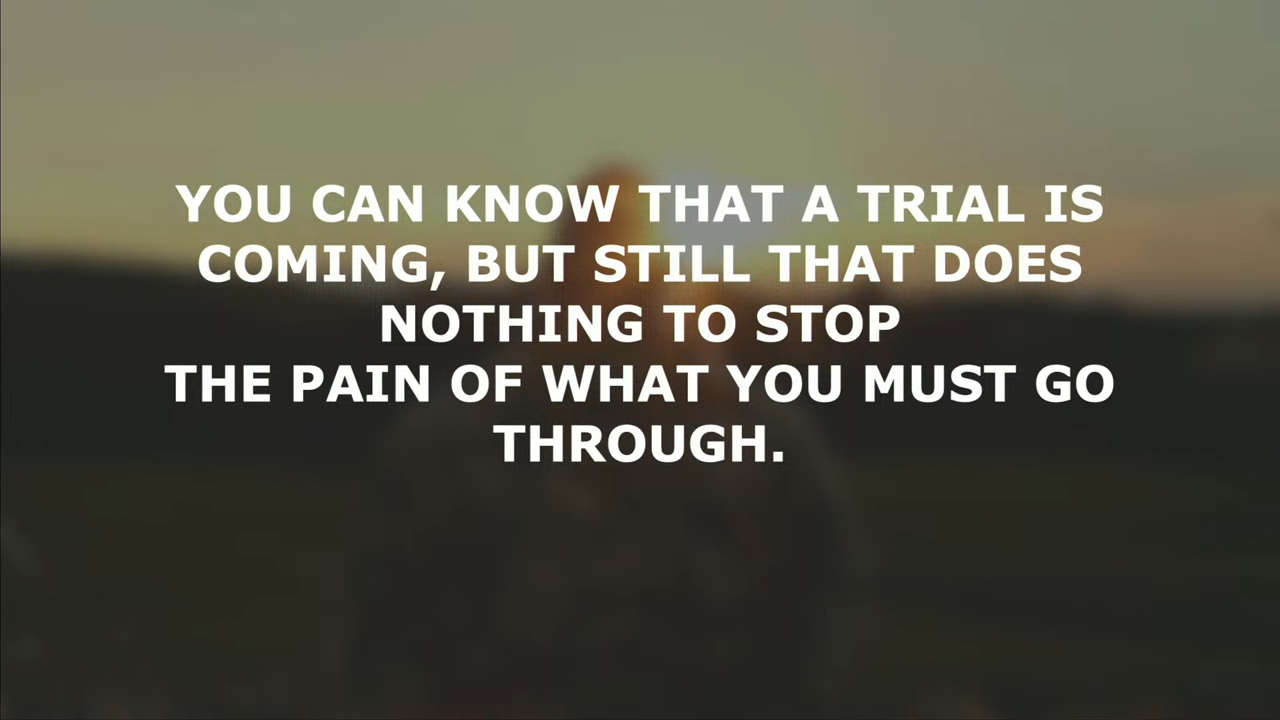 YOU CAN KNOW THAT A TRIAL IS
COMING, BUT STILL THAT DOES
NOTHING TO STOP
THE PAIN OF WHAT YOU MUST GO
THROUGH.